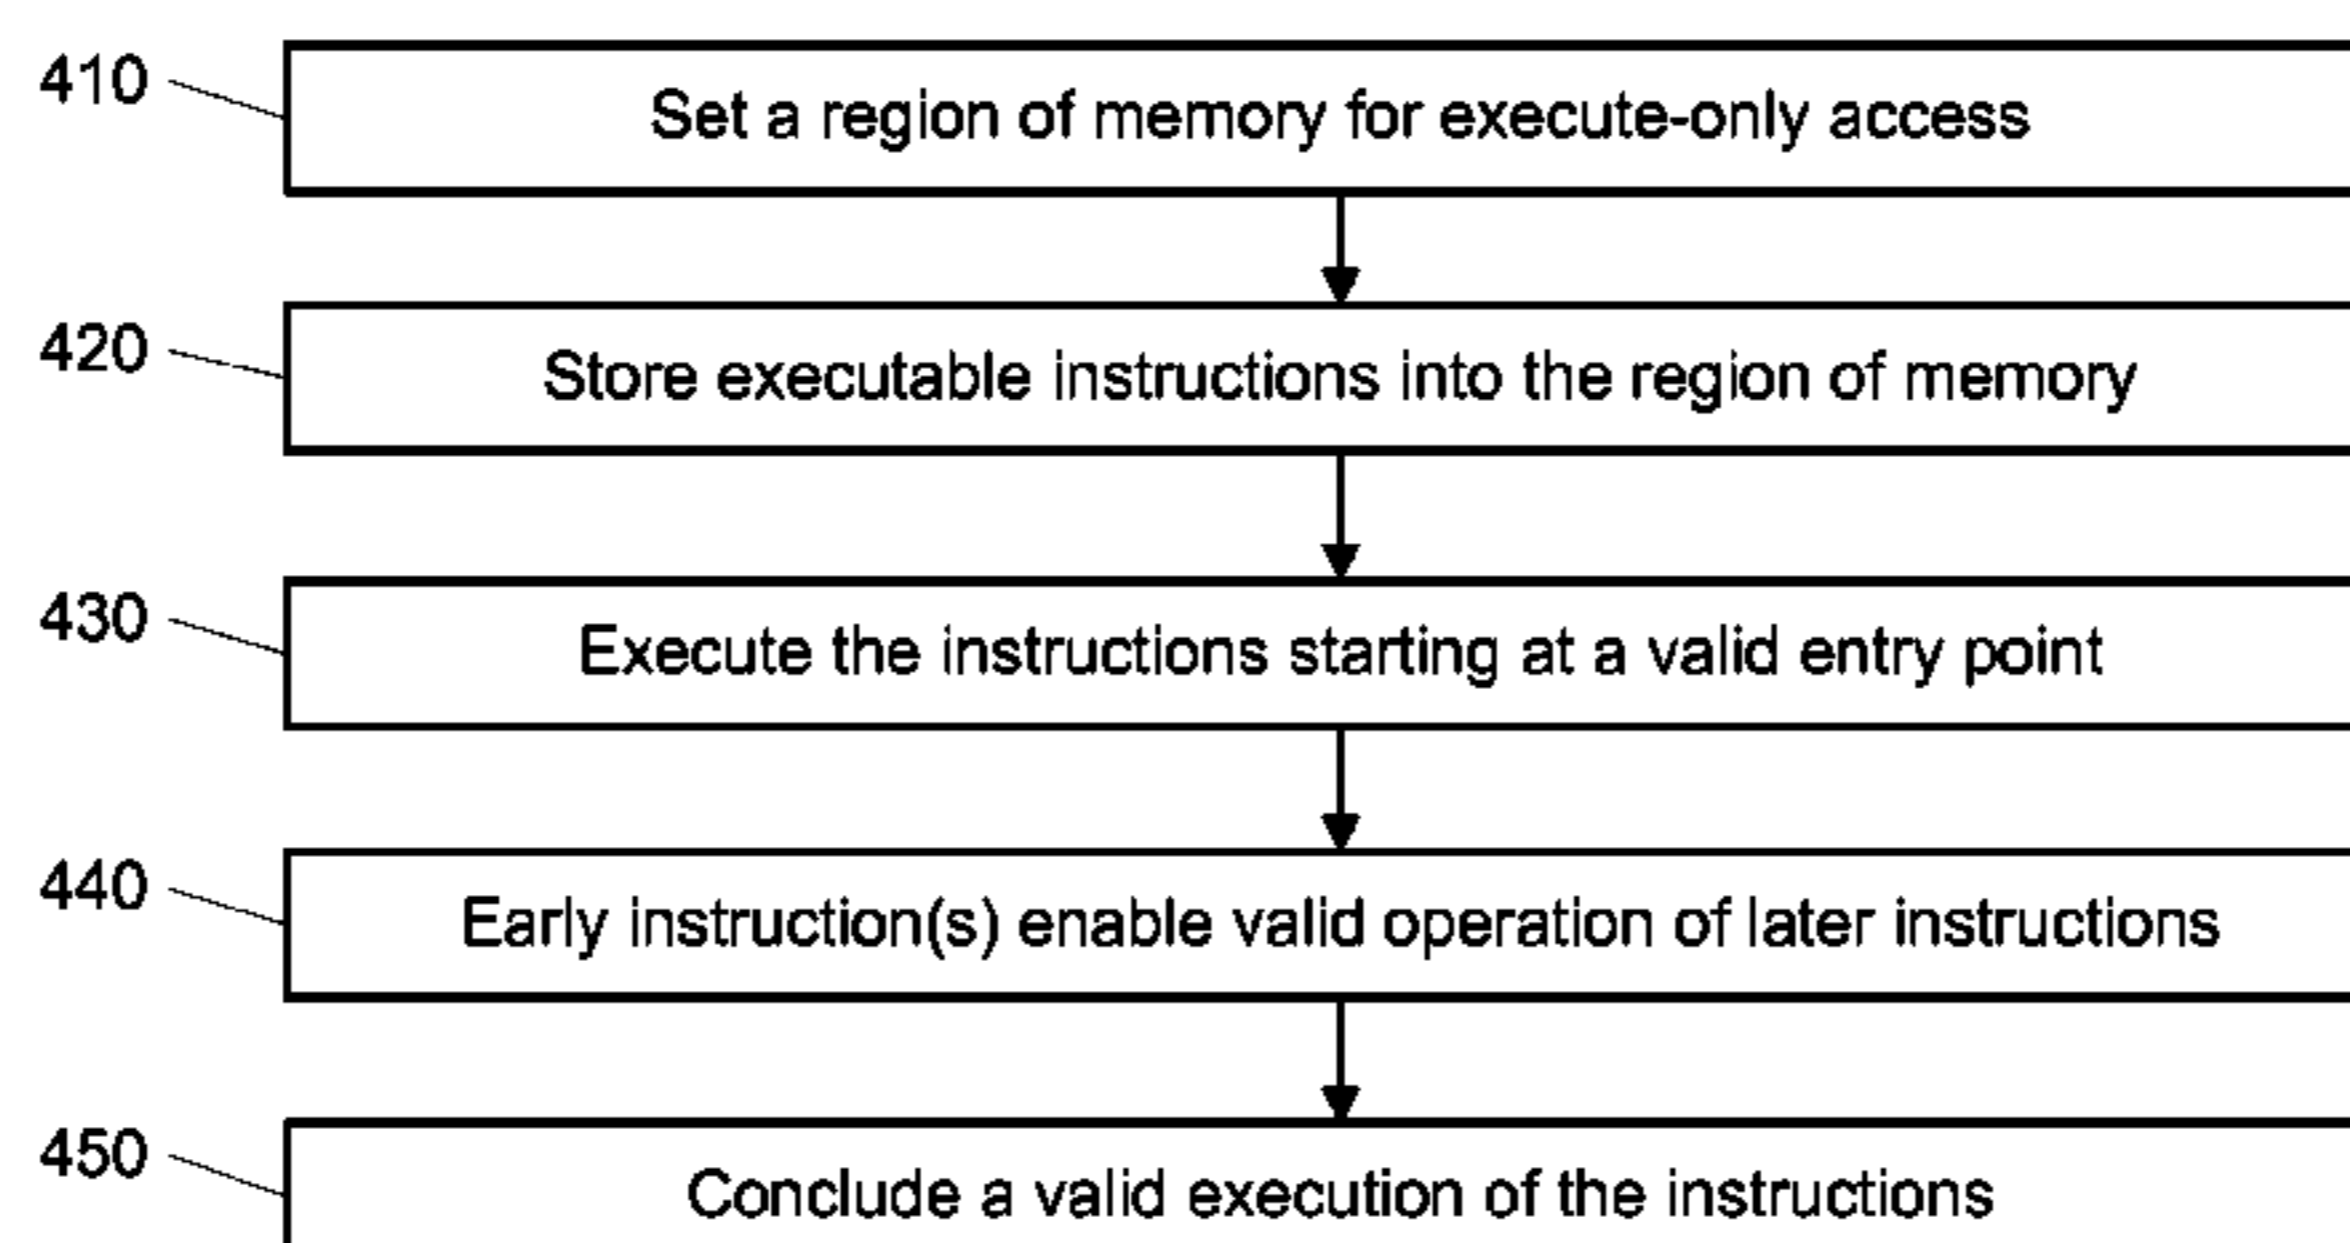 410
Set a region of memory for execute-only access
420
Store executable instructions into the region of memory
430
Execute the instructions starting at a valid entry point
440
Early instruction(s) enable valid operation of later instructions
450
Conclude a valid execution of the instructions